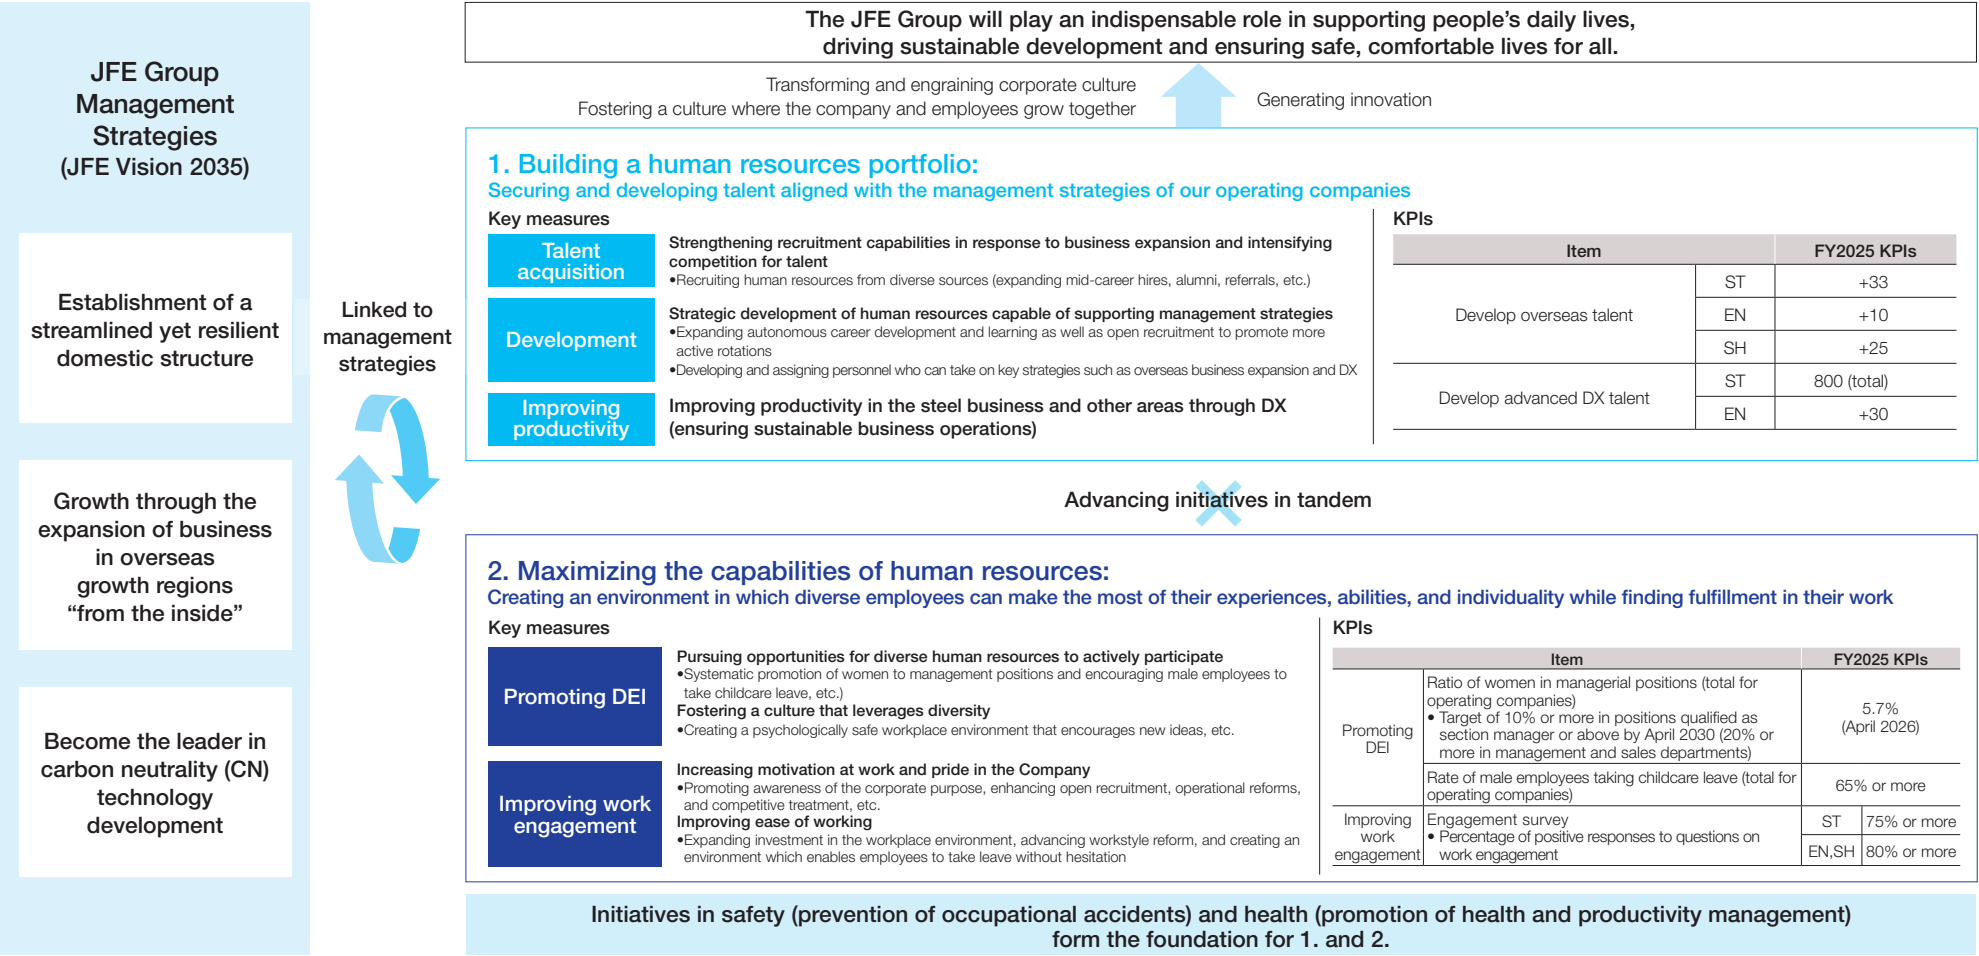 JFE Group
Management
Strategies
(JFE Vision 2035)
Establishment of a
streamlined yet resilient
domestic structure
Growth through the
expansion of business
in overseas
growth regions
“from the inside”
Become the leader in
carbon neutrality (CN)
technology
development
Linked to
management
strategies
The JFE Group will play an indispensable role in supporting people’s daily lives,
driving sustainable development and ensuring safe, comfortable lives for all.
Transforming and engraining corporate culture
Fostering a culture where the company and employees grow together
Generating innovation
1. Building a human resources portfolio:
Securing and developing talent aligned with the management strategies of our operating companies
Key measures
Talent
acquisition
Strengthening recruitment capabilities in response to business expansion and intensifying
competition for talent
•Recruiting human resources from diverse sources (expanding mid-career hires, alumni, referrals, etc.)
Development
Strategic development of human resources capable of supporting management strategies
•Expanding autonomous career development and learning as well as open recruitment to promote more
active rotations
•Developing and assigning personnel who can take on key strategies such as overseas business expansion and DX
Improving
productivity
Improving productivity in the steel business and other areas through DX
(ensuring sustainable business operations)
KPIs
Item FY2025 KPIs
Develop overseas talent
ST +33
EN +10
SH +25
Develop advanced DX talent
ST 800 (total)
EN +30
Advancing initiatives in tandem
2. Maximizing the capabilities of human resources:
Creating an environment in which diverse employees can make the most of their experiences, abilities, and individuality while finding fulfillment in their work
Key measures
Promoting DEI
Pursuing opportunities for diverse human resources to actively participate
•Systematic promotion of women to management positions and encouraging male employees to
take childcare leave, etc.)
Fostering a culture that leverages diversity
•Creating a psychologically safe workplace environment that encourages new ideas, etc.
Improving work
engagement
Increasing motivation at work and pride in the Company
•Promoting awareness of the corporate purpose, enhancing open recruitment, operational reforms,
and competitive treatment, etc.
Improving ease of working
•Expanding investment in the workplace environment, advancing workstyle reform, and creating an
environment which enables employees to take leave without hesitation
KPIs
Item FY2025 KPIs
Promoting
DEI
Ratio of women in managerial positions (total for
operating companies)
• Target of 10% or more in positions qualified as
section manager or above by April 2030 (20% or
more in management and sales departments)
5.7%
(April 2026)
Rate of male employees taking childcare leave (total for
operating companies)
65% or more
Improving
work
engagement
Engagement survey
• Percentage of positive responses to questions on
work engagement
ST 75% or more
EN,SH 80% or more
Initiatives in safety (prevention of occupational accidents) and health (promotion of health and productivity management)
form the foundation for 1. and 2.